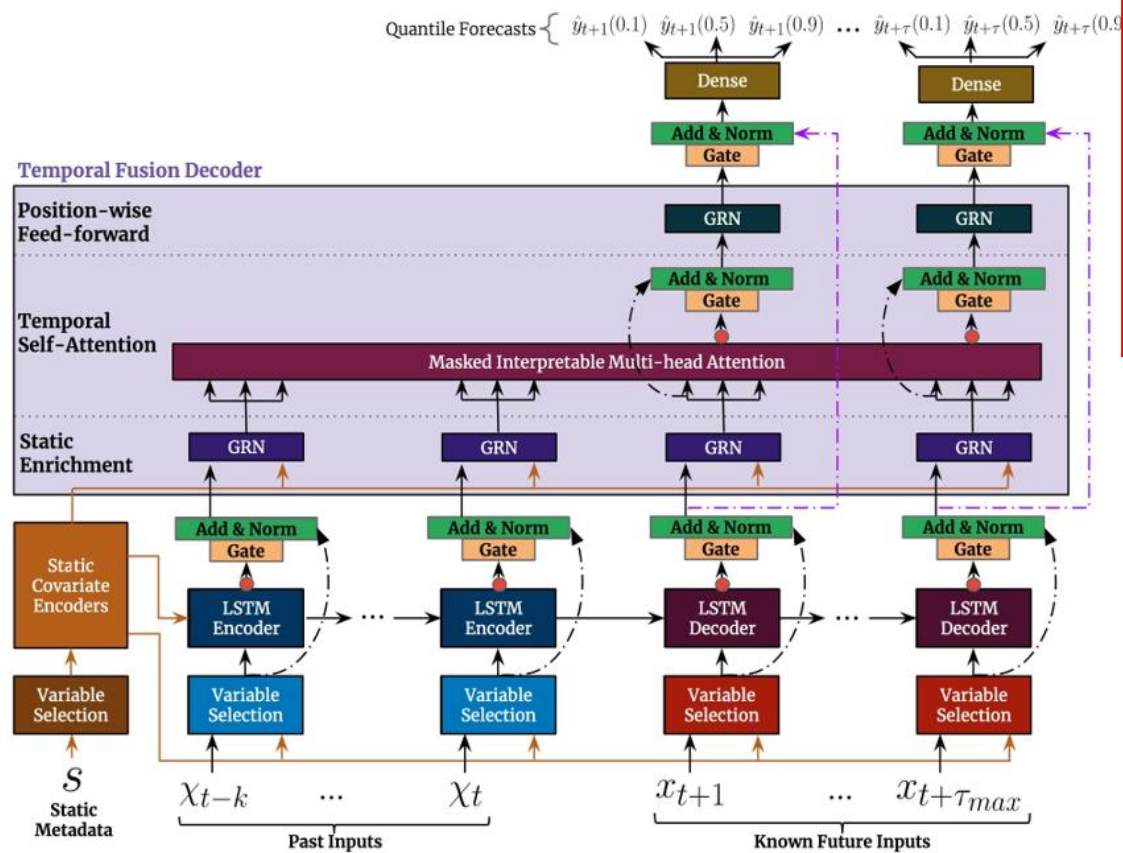 Quantile Forecasts { ŷt+1(0.1) ŷt+1(0.5) ŷt+1(0.9) ... ŷt+τ(0.1) ŷt+τ(0.5) ŷt+τ(0.9
Dense Dense
Add & Norm Add & Norm
Gate Gate
Temporal Fusion Decoder
Position-wise
Feed-forward
GRN GRN
Add & Norm Add & Norm
Gate Gate
Temporal
Self-Attention
Masked Interpretable Multi-head Attention
Static
Enrichment
GRN GRN GRN GRN
Add & Norm Add & Norm Add & Norm Add & Norm
Gate Gate Gate Gate
Static
Covariate
Encoders
LSTM
Encoder
...
LSTM
Encoder
LSTM
Decoder
...
LSTM
Decoder
Variable
Selection
Variable
Selection
Variable
Selection
Variable
Selection
Variable
Selection
s
Static
Metadata
χt−k ... χt xt+1 ... xt+τmax
Past Inputs Known Future Inputs